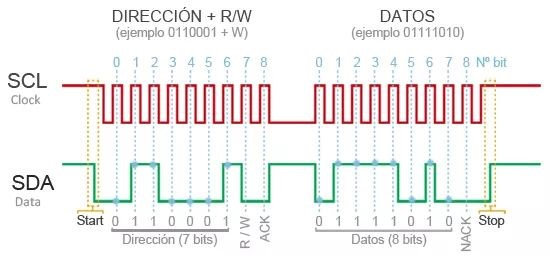 DIRECCIÓN + R/W
(ejemplo 0110001 + W)
DATOS
(ejemplo 01111010)
0 1 2 3 4 5 6 7 8
0 1 2 3 4 5 6 7 8 Nº bit
SCL
Clock
SDA
Data
Start
0 1 1 0 0 0 1 R / W ACK
Dirección (7 bits)
0 1 1 1 1 0 1 0 NACK
Datos (8 bits)
Stop